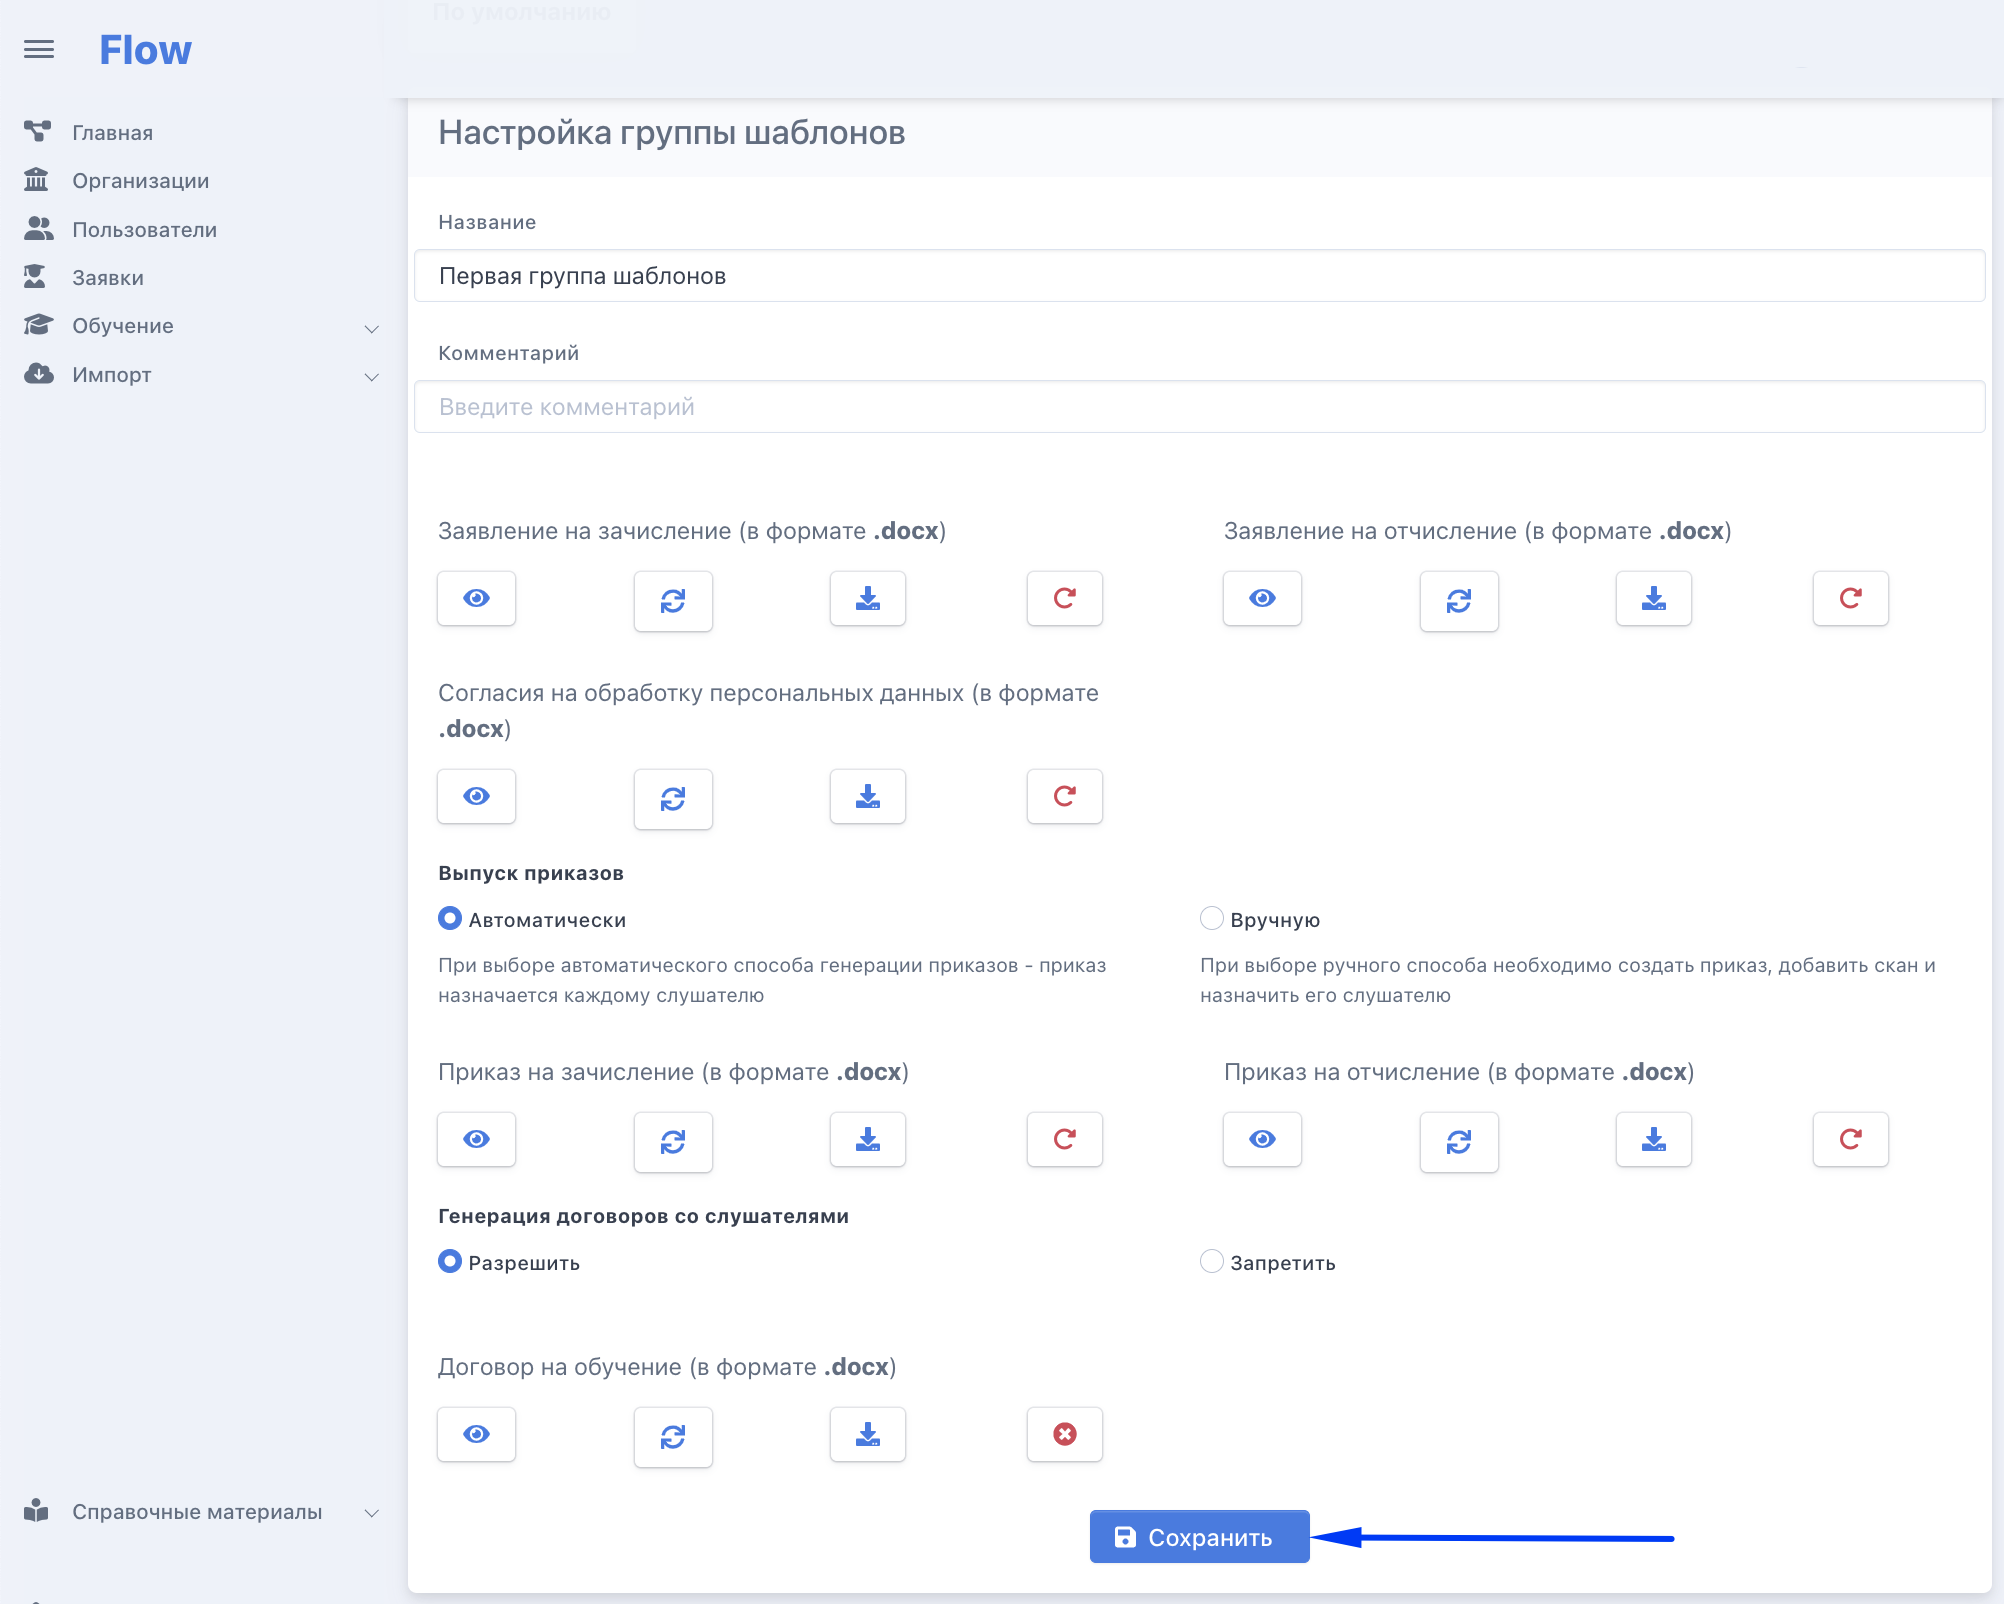 По умолчанию
Flow
Главная
Организации
Пользователи
Заявки
Обучение
Импорт
Справочные материалы
Настройка группы шаблонов
Название
Первая группа шаблонов
Комментарий
Введите комментарий
Заявление на зачисление (в формате .docx)
Заявление на отчисление (в формате .docx)
Согласия на обработку персональных данных (в формате
.docx)
Выпуск приказов
Автоматически
Вручную
При выборе автоматического способа генерации приказов - приказ
назначается каждому слушателю
При выборе ручного способа необходимо создать приказ, добавить скан и
назначить его слушателю
Приказ на зачисление (в формате .docx)
Приказ на отчисление (в формате .docx)
Генерация договоров со слушателями
Разрешить
Запретить
Договор на обучение (в формате .docx)
Сохранить